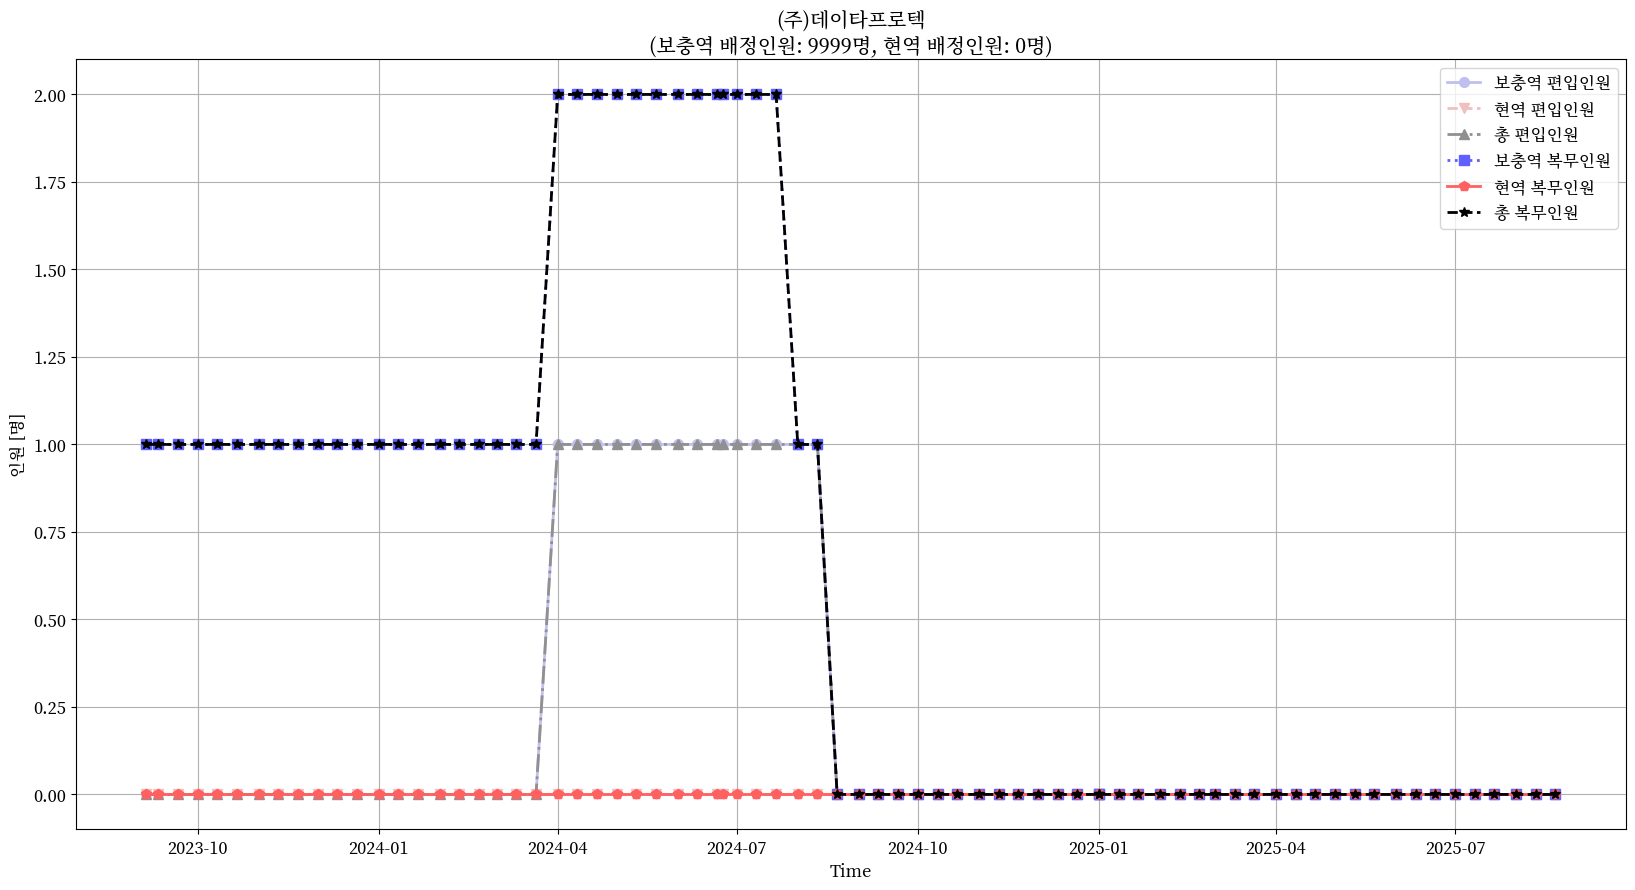 (주)데이타프로텍
(보충역 배정인원: 9999명, 현역 배정인원: 0명)
보충역 편입인원
현역 편입인원
총 편입인원
보충역 복무인원
현역 복무인원
총 복무인원
2.00
1.75
1.50
1.25
1.00
0.75
0.50
0.25
0.00
인원 [명]
2023-10
2024-01
2024-04
2024-07
2024-10
2025-01
2025-04
2025-07
Time